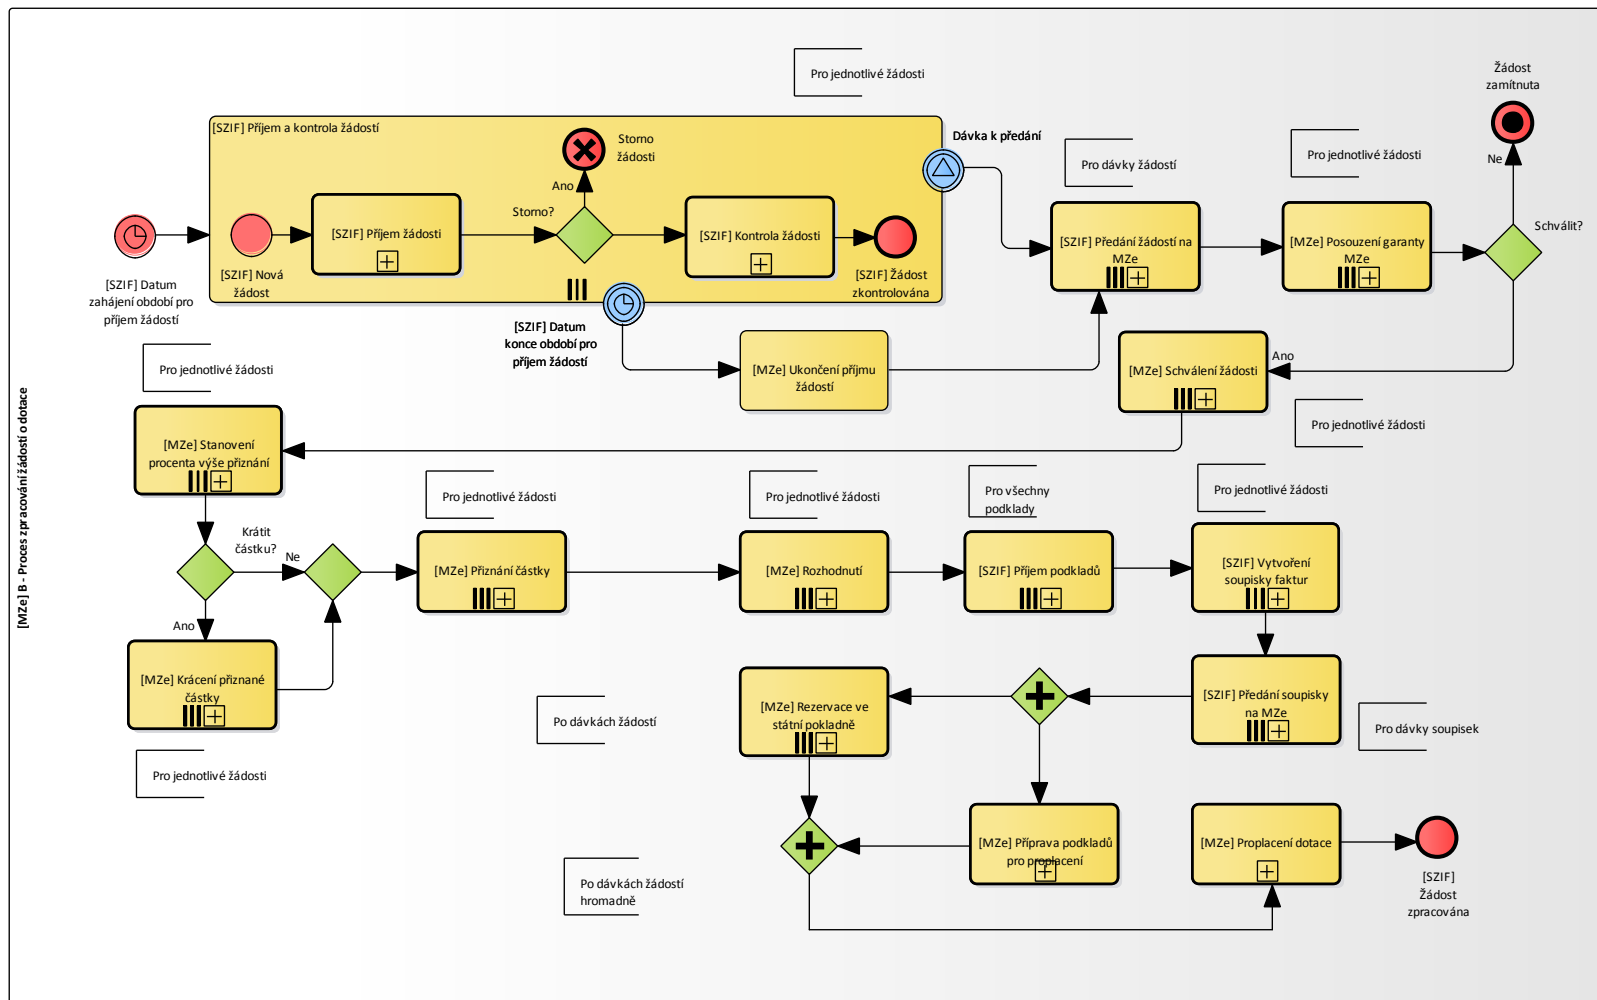 Pro jednotlivé žádosti
Žádost
zamítnuta
[SZIF] Příjem a kontrola žádostí
Storno
žádosti
Dávka k předání
Pro dávky žádostí
Pro jednotlivé žádosti
Ne
Ano
Storno?
Schválit?
[SZIF] Příjem žádosti
[SZIF] Kontrola žádosti
[SZIF] Předání žádostí na
MZe
[MZe] Posouzení garanty
MZe
[SZIF] Nová
žádost
[SZIF] Žádost
zkontrolována
[SZIF] Datum
zahájení období pro
příjem žádostí
[SZIF] Datum
konce období pro
příjem žádostí
[MZe] Ukončení příjmu
žádostí
[MZe] Schválení žádosti
Ano
Pro jednotlivé žádosti
Pro jednotlivé žádosti
[MZe] B - Proces zpracování žádostí o dotace
[MZe] Stanovení
procenta výše přiznání
Pro jednotlivé žádosti
Pro jednotlivé žádosti
Pro všechny
podklady
Pro jednotlivé žádosti
Krátit
částku?
Ne
Ano
[MZe] Přiznání částky
[MZe] Rozhodnutí
[SZIF] Příjem podkladů
[SZIF] Vytvoření
soupisky faktur
[MZe] Krácení přiznané
částky
Po dávkách žádostí
[MZe] Rezervace ve
státní pokladně
[SZIF] Předání soupisky
na MZe
Pro dávky soupisek
Pro jednotlivé žádosti
[MZe] Příprava podkladů
pro proplacení
[MZe] Proplacení dotace
Po dávkách žádostí
hromadně
[SZIF]
Žádost
zpracována